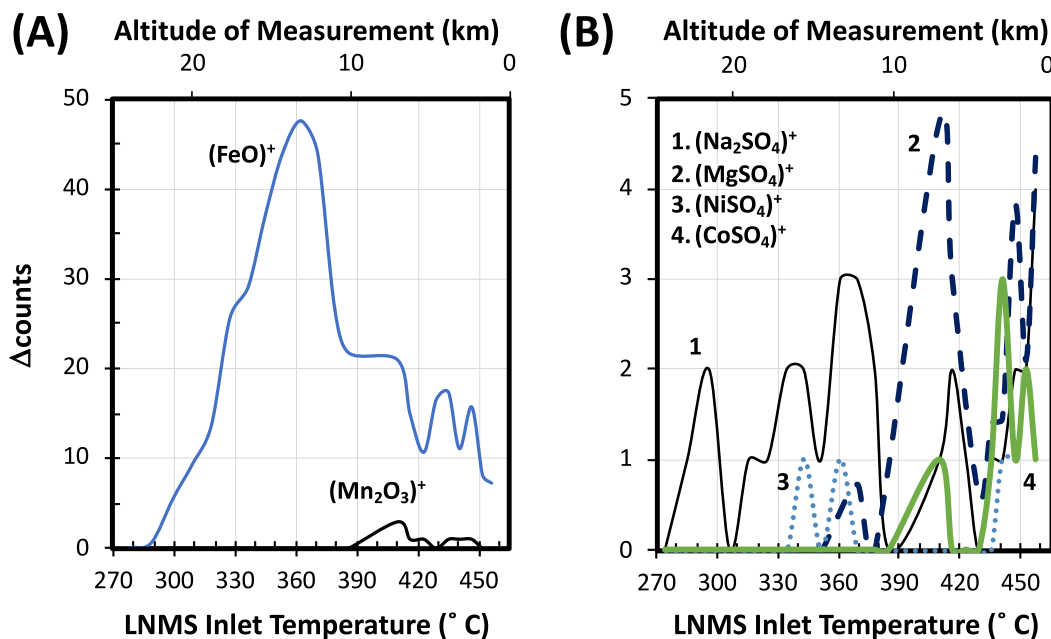 (A)
Altitude of Measurement (km)
20 10 0
50
40
30
20
10
0
Δcounts
(FeO)⁺
(Mn₂O₃)⁺
270 300 330 360 390 420 450
LNMS Inlet Temperature (° C)
(B)
Altitude of Measurement (km)
20 10 0
5
4
3
2
1
0
1. (Na₂SO₄)⁺
2. (MgSO₄)⁺
3. (NiSO₄)⁺
4. (CoSO₄)⁺
2
1
3
4
270 300 330 360 390 420 450
LNMS Inlet Temperature (° C)